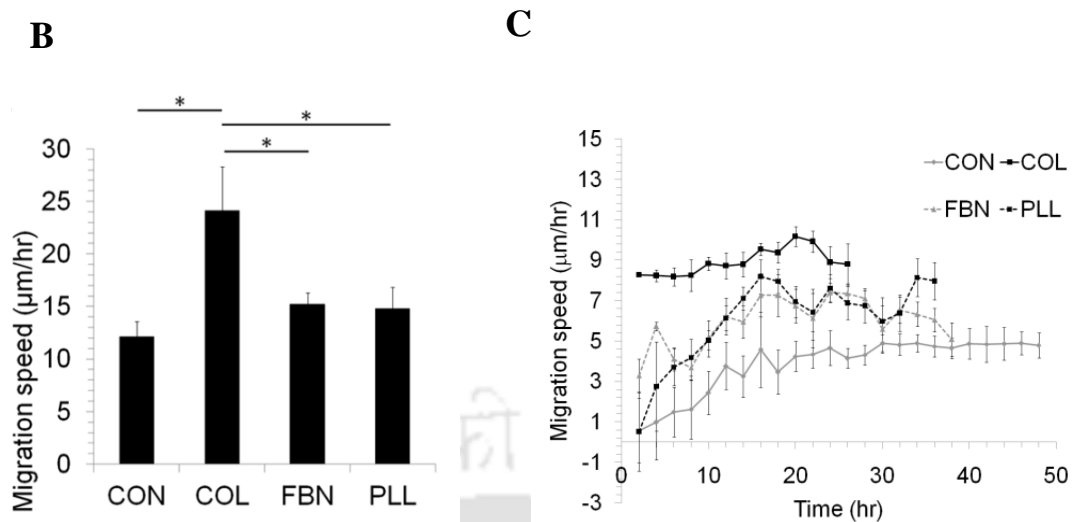 B
Migration speed (µm/hr)
30
25
20
15
10
5
0
*
*
*
CON COL FBN PLL
C
Migration speed (µm/hr)
15
13
11
9
7
5
3
1
-1
-3
CON COL
FBN PLL
0 10 20 30 40 50
Time (hr)